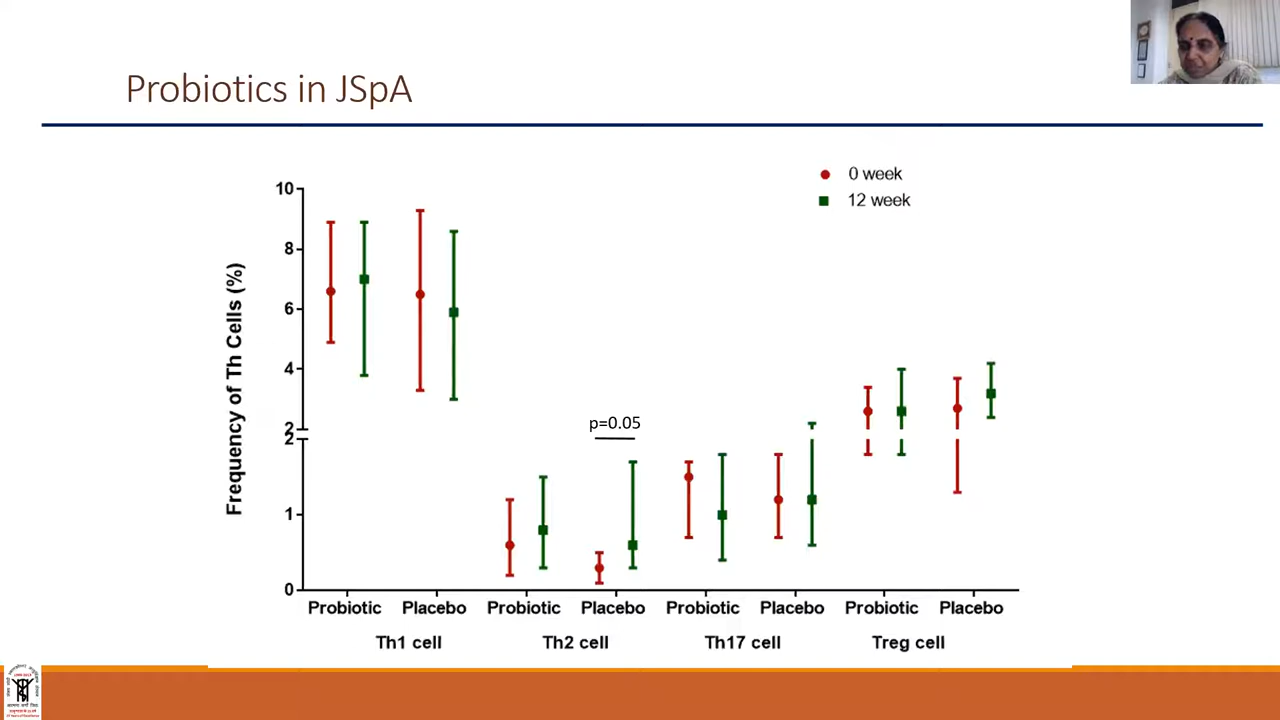 Probiotics in JSpA
0 week
12 week
Frequency of Th Cells (%)
10
8
6
4
2
2
1
0
p=0.05
Probiotic Placebo Probiotic Placebo Probiotic Placebo Probiotic Placebo
Th1 cell Th2 cell Th17 cell Treg cell